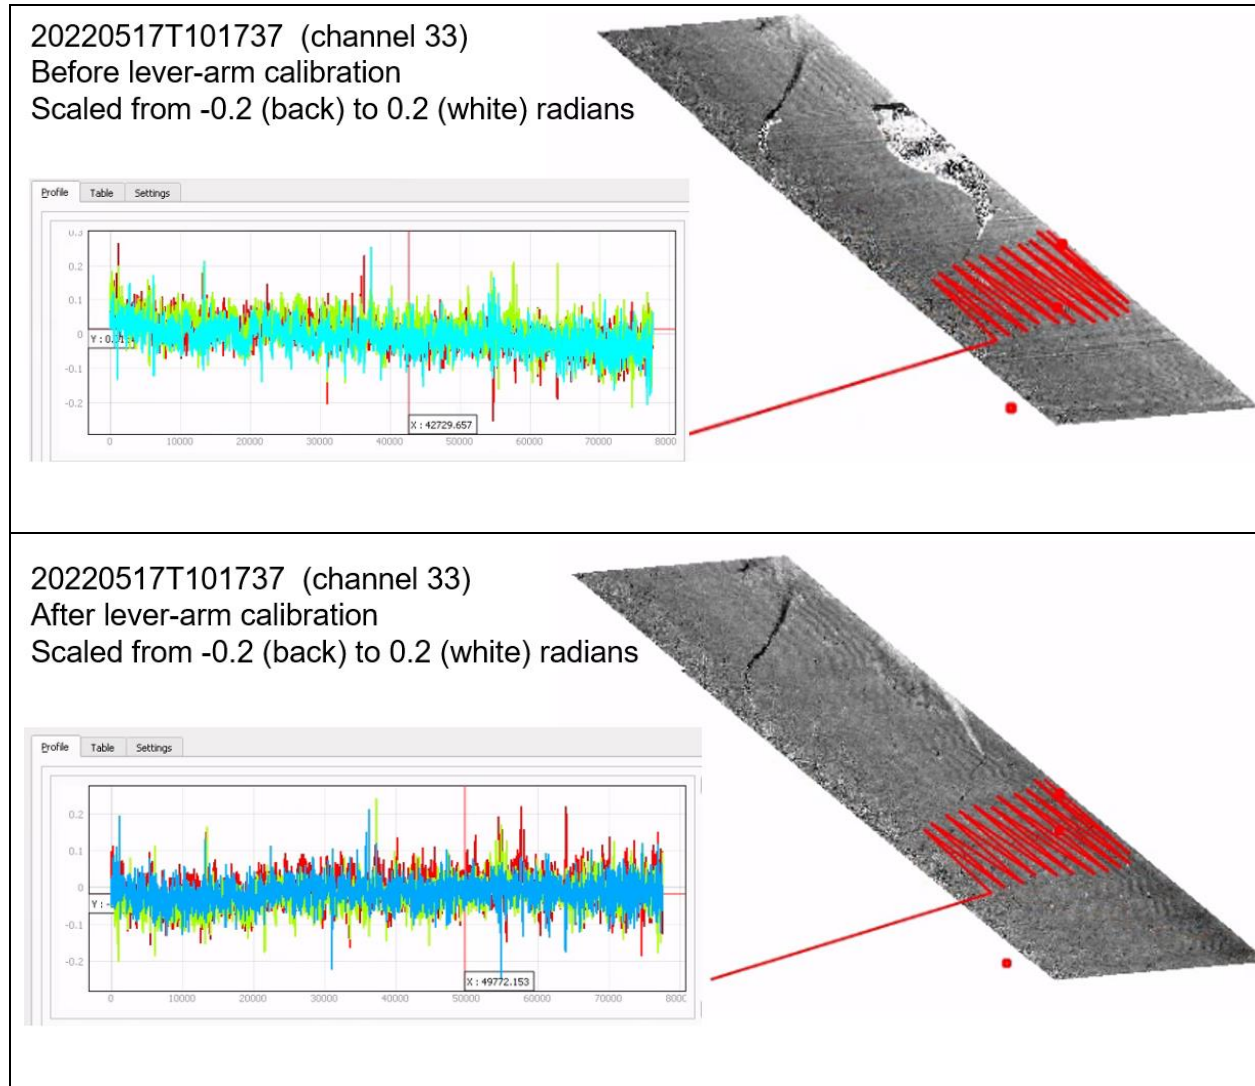 20220517T101737 (channel 33)
Before lever-arm calibration
Scaled from -0.2 (back) to 0.2 (white) radians
Profile Table Settings
0.3
0.2
0.1
0
-0.1
-0.2
X : 42729.657
0 10000 20000 30000 40000 50000 60000 70000 8000
20220517T101737 (channel 33)
After lever-arm calibration
Scaled from -0.2 (back) to 0.2 (white) radians
Profile Table Settings
0.2
0.1
0
Y : -
-0.1
-0.2
X : 49772.153
0 10000 20000 30000 40000 50000 60000 70000 8000